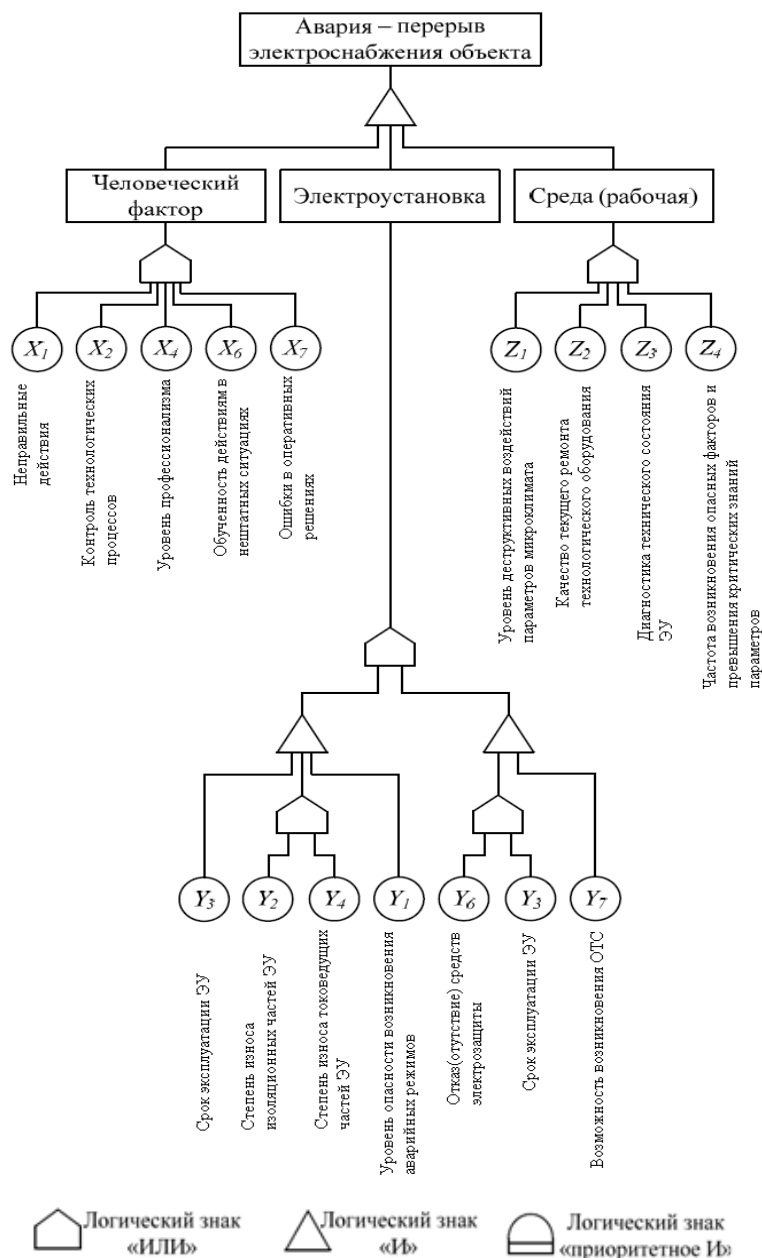 Авария – перерыв
электроснабжения объекта
Человеческий
фактор
Электроустановка
Среда (рабочая)
X1
X2
X4
X6
X7
Z1
Z2
Z3
Z4
Неправильные
действия
Контроль технологических
процессов
Уровень профессионализма
Обученность действиям в
нештатных ситуациях
Ошибки в оперативных
решениях
Уровень деструктивных воздействий
параметров микроклимата
Качество текущего ремонта
технологического оборудования
Диагностика технического состояния
ЭУ
Частота возникновения опасных факторов и
превышения критических знаний
параметров
Y3
Y2
Y4
Y1
Y6
Y3
Y7
Срок эксплуатации ЭУ
Степень износа
изоляционных частей ЭУ
Степень износа токоведущих
частей ЭУ
Уровень опасности возникновения
аварийных режимов
Отказ(отутствие) средств
электрозащиты
Срок эксплуатации ЭУ
Возможность возникновения ОТС
Логический знак
«ИЛИ»
Логический знак
«И»
Логический знак
«приоритетное И»